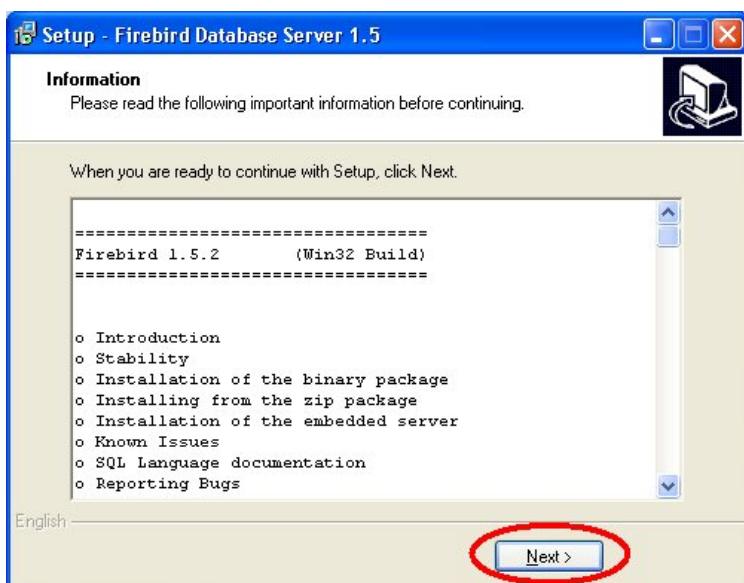 Setup - Firebird Database Server 1.5
Information
Please read the following important information before continuing.
When you are ready to continue with Setup, click Next.
==================================
Firebird 1.5.2 (Win32 Build)
==================================
o Introduction
o Stability
o Installation of the binary package
o Installing from the zip package
o Installation of the embedded server
o Known Issues
o SQL Language documentation
o Reporting Bugs
English
Next >